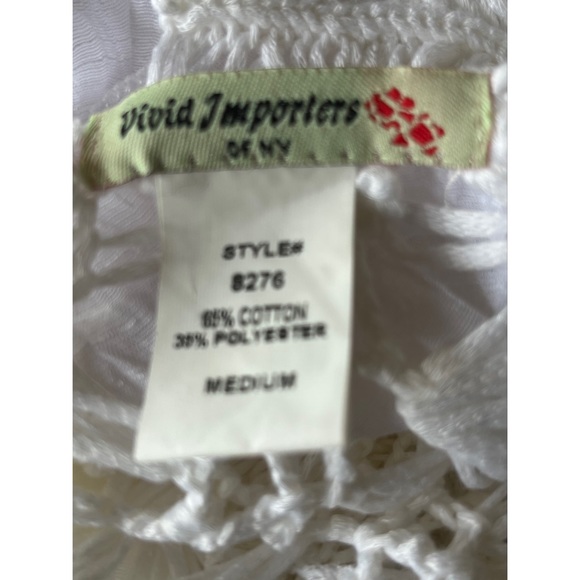 Vivid Importers
OF NY
STYLE#
8276
65% COTTON
35% POLYESTER
MEDIUM